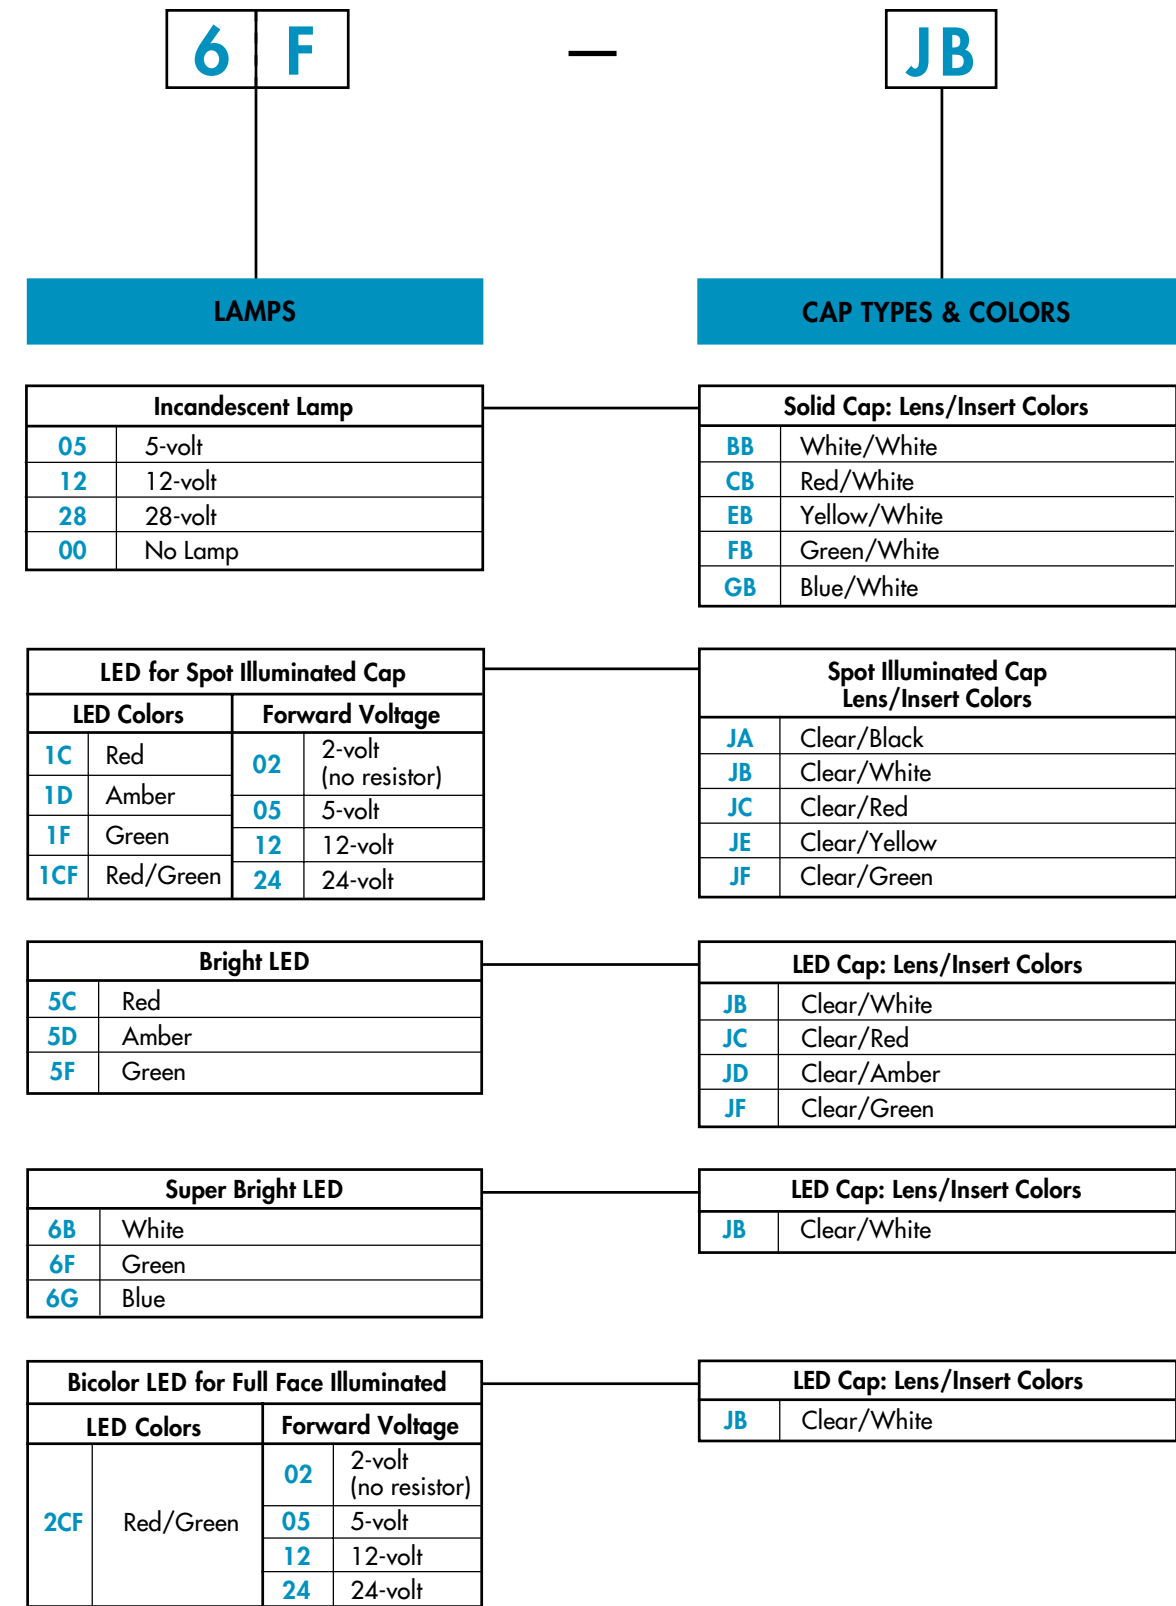 6 F — JB
LAMPS
CAP TYPES & COLORS
Incandescent Lamp
05 5-volt
12 12-volt
28 28-volt
00 No Lamp
Solid Cap: Lens/Insert Colors
BB White/White
CB Red/White
EB Yellow/White
FB Green/White
GB Blue/White
LED for Spot Illuminated Cap
LED Colors Forward Voltage
1C Red
1D Amber
1F Green
1CF Red/Green
02 2-volt
(no resistor)
05 5-volt
12 12-volt
24 24-volt
Spot Illuminated Cap
Lens/Insert Colors
JA Clear/Black
JB Clear/White
JC Clear/Red
JE Clear/Yellow
JF Clear/Green
Bright LED
5C Red
5D Amber
5F Green
LED Cap: Lens/Insert Colors
JB Clear/White
JC Clear/Red
JD Clear/Amber
JF Clear/Green
Super Bright LED
6B White
6F Green
6G Blue
LED Cap: Lens/Insert Colors
JB Clear/White
Bicolor LED for Full Face Illuminated
LED Colors Forward Voltage
2CF Red/Green
02 2-volt
(no resistor)
05 5-volt
12 12-volt
24 24-volt
LED Cap: Lens/Insert Colors
JB Clear/White